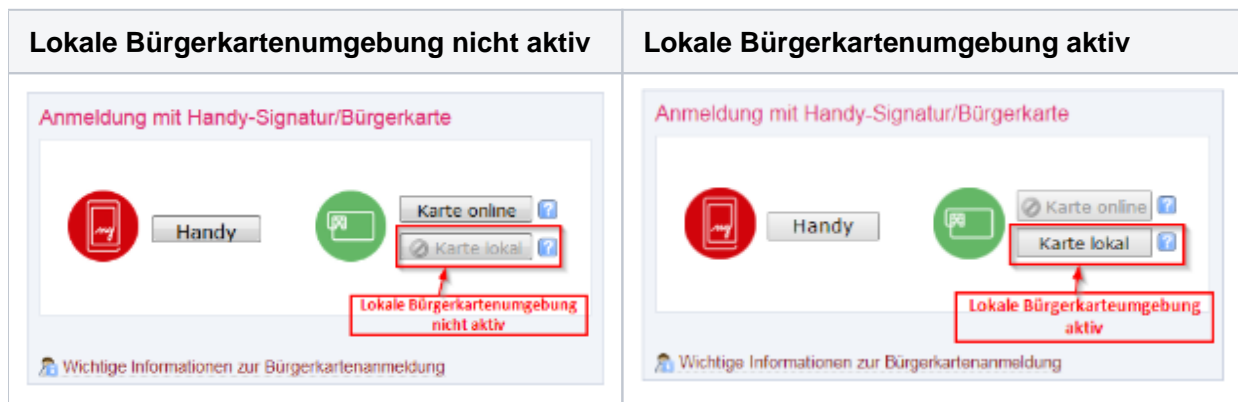 Lokale Bürgerkartenumgebung nicht aktiv
Lokale Bürgerkartenumgebung aktiv
Anmeldung mit Handy-Signatur/Bürgerkarte
Handy
Karte online
?
Karte lokal
?
Lokale Bürgerkartenumgebung
nicht aktiv
Wichtige Informationen zur Bürgerkartenanmeldung
Anmeldung mit Handy-Signatur/Bürgerkarte
Handy
Karte online
?
Karte lokal
?
Lokale Bürgerkarteumgebung
aktiv
Wichtige Informationen zur Bürgerkartenanmeldung